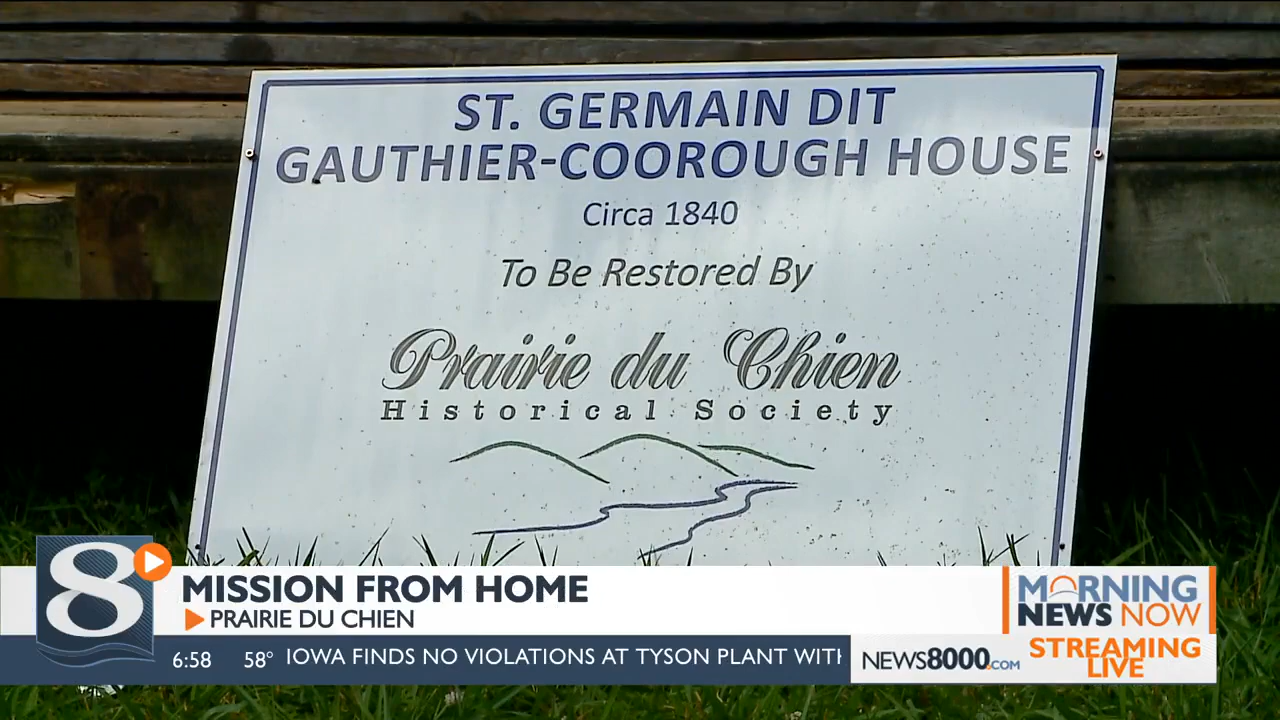 ST. GERMAIN DIT
GAUTHIER-COOROUGH HOUSE
Circa 1840
To Be Restored By
Prairie du Chien
Historical Society
8
MISSION FROM HOME
PRAIRIE DU CHIEN
MORNING
NEWS NOW
STREAMING
LIVE
6:58 58° IOWA FINDS NO VIOLATIONS AT TYSON PLANT WITH
NEWS8000.COM